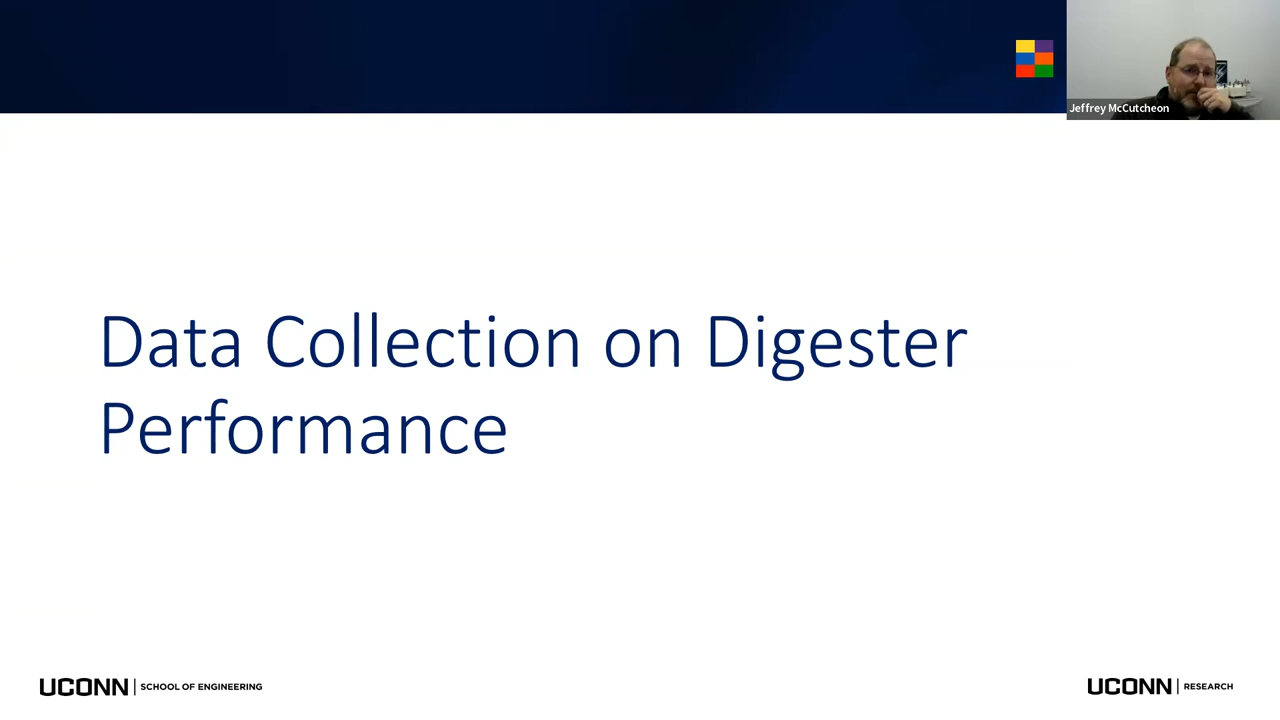 Jeffrey McCutcheon
Data Collection on Digester
Performance
UCONN | SCHOOL OF ENGINEERING
UCONN | RESEARCH